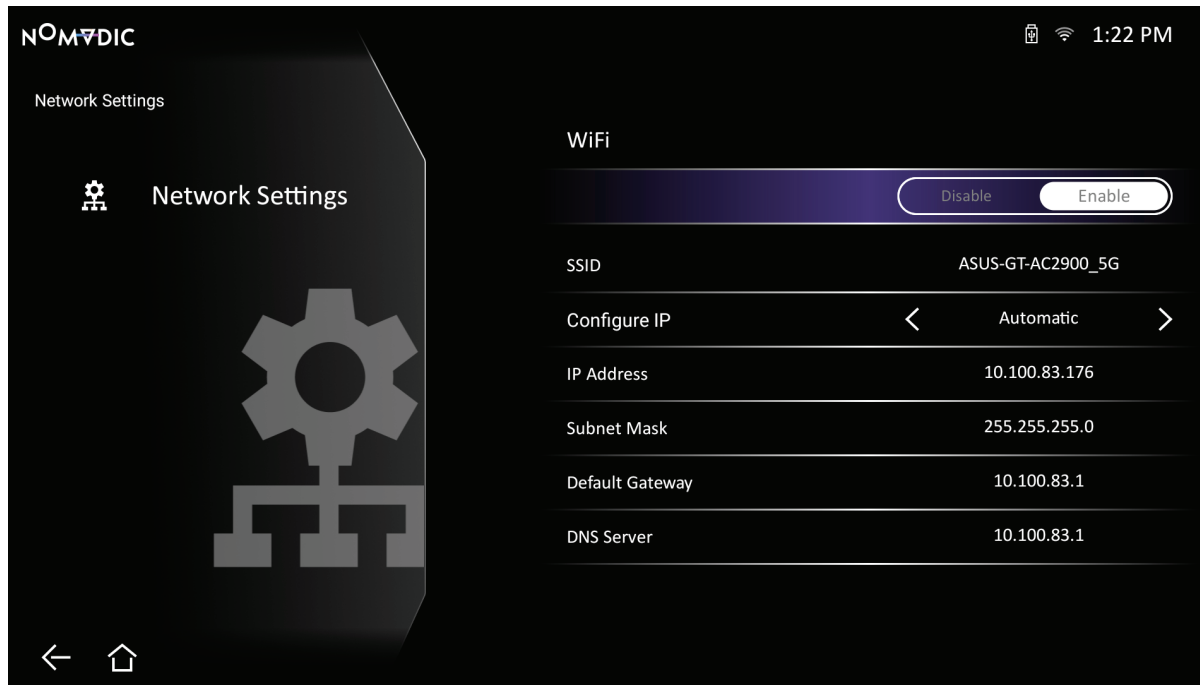 NOMADIC
1:22 PM
Network Settings
Network Settings
WiFi
Disable Enable
SSID ASUS-GT-AC2900_5G
Configure IP Automatic
IP Address 10.100.83.176
Subnet Mask 255.255.255.0
Default Gateway 10.100.83.1
DNS Server 10.100.83.1